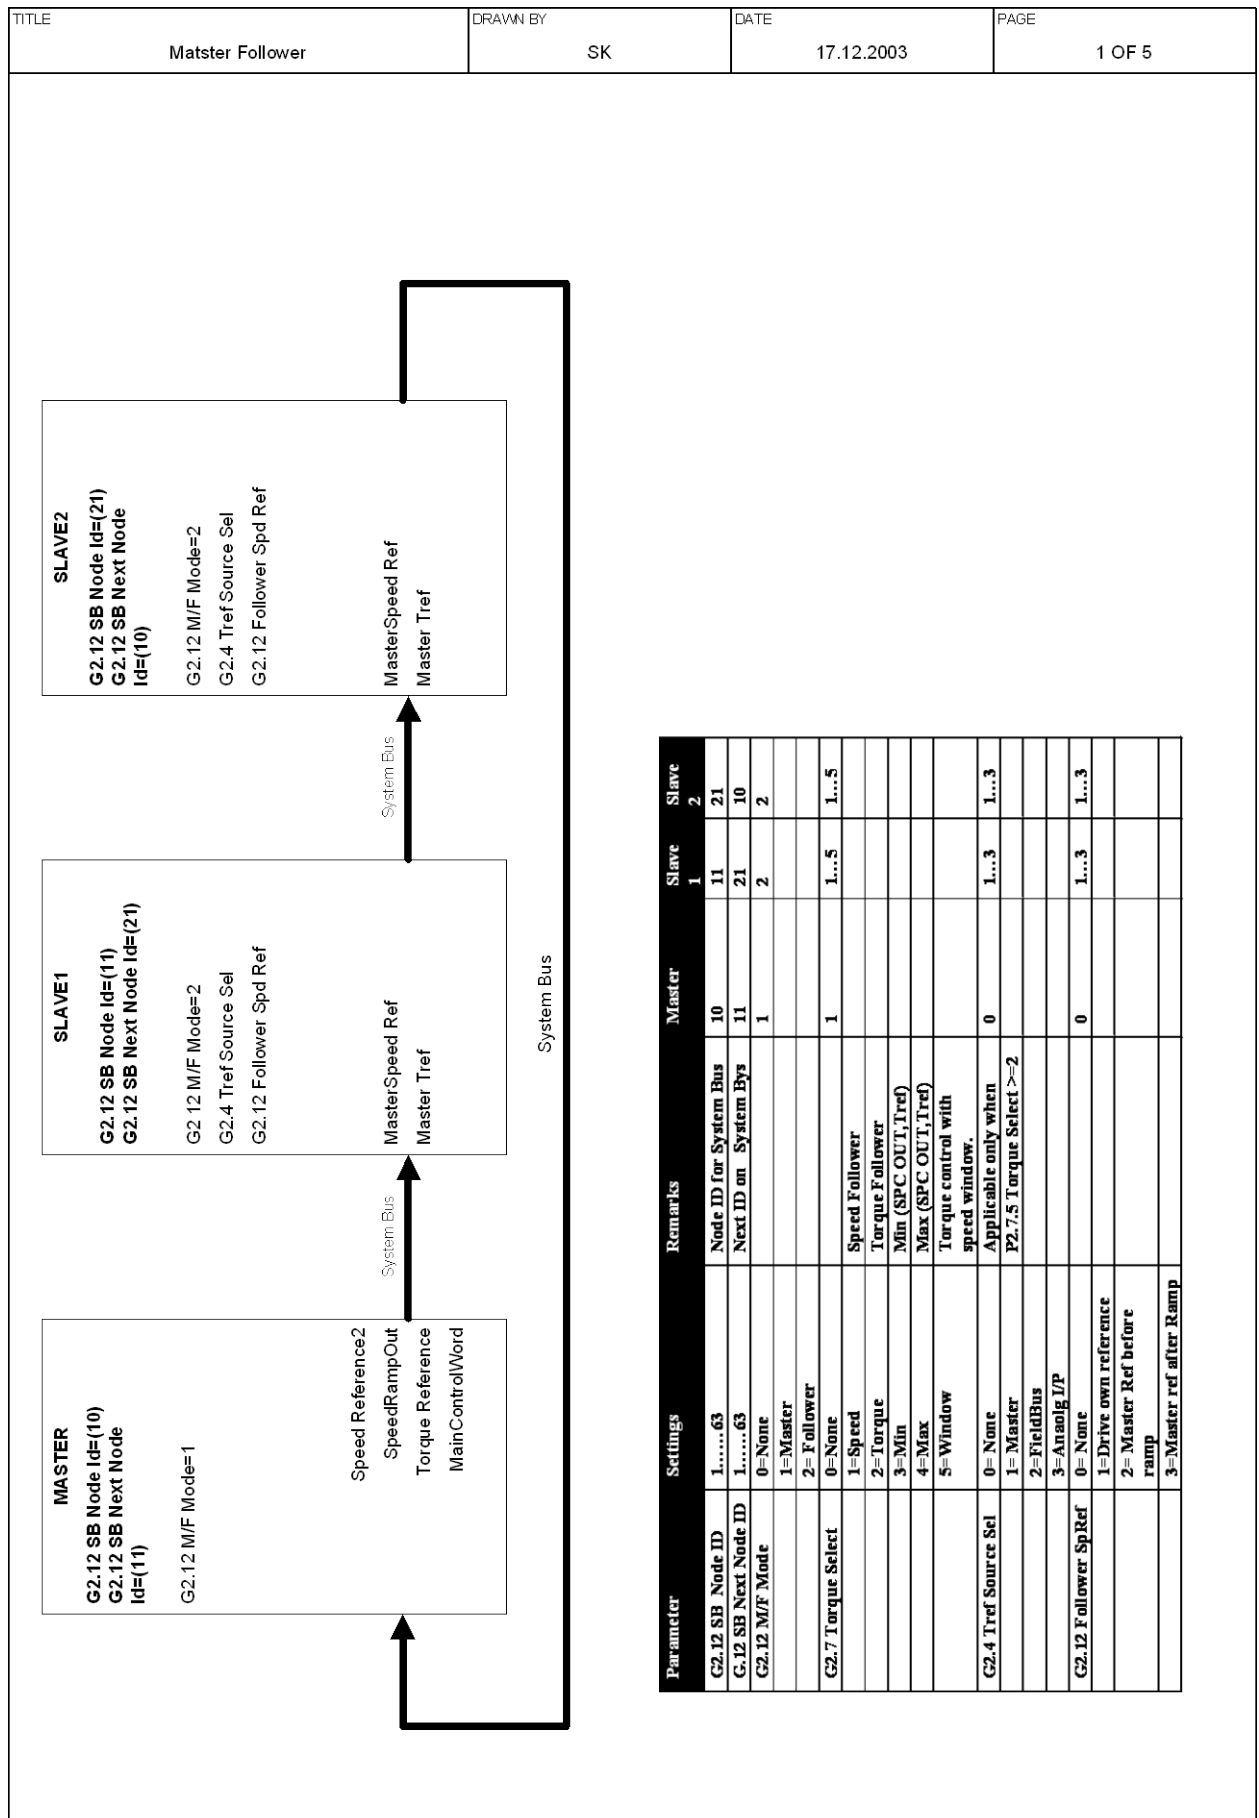 TITLE
Matster Follower
DRAWN BY
SK
DATE
17.12.2003
PAGE
1 OF 5
MASTER
G2.12 SB Node Id=(10)
G2.12 SB Next Node
Id=(11)
G2.12 M/F Mode=1
Speed Reference2
SpeedRampOut
Torque Reference
MainControlWord
System Bus
SLAVE1
G2.12 SB Node Id=(11)
G2.12 SB Next Node Id=(21)
G2 12 M/F Mode=2
G2.4 Tref Source Sel
G2.12 Follower Spd Ref
MasterSpeed Ref
Master Tref
System Bus
SLAVE2
G2.12 SB Node Id=(21)
G2.12 SB Next Node
Id=(10)
G2.12 M/F Mode=2
G2.4 Tref Source Sel
G2.12 Follower Spd Ref
MasterSpeed Ref
Master Tref
System Bus
Parameter Settings Remarks Master Slave 1 Slave 2
G2.12 SB Node ID 1......63 Node ID for System Bus 10 11 21
G.12 SB Next Node ID 1......63 Next ID on System Bys 11 21 10
G2.12 M/F Mode 0=None 1 2 2
1=Master
2= Follower
G2.7 Torque Select 0=None 1 1...5 1...5
1=Speed Speed Follower
2=Torque Torque Follower
3=Min Min (SPC OUT,Tref)
4=Max Max (SPC OUT,Tref)
5=Window Torque control with
speed window.
G2.4 Tref Source Sel 0= None Applicable only when 0 1...3 1...3
1= Master P2.7.5 Torque Select >=2
2=FieldBus
3=Anaolg I/P
G2.12 Follower SpRef 0= None 0 1...3 1...3
1=Drive own reference
2= Master Ref before
ramp
3=Master ref after Ramp